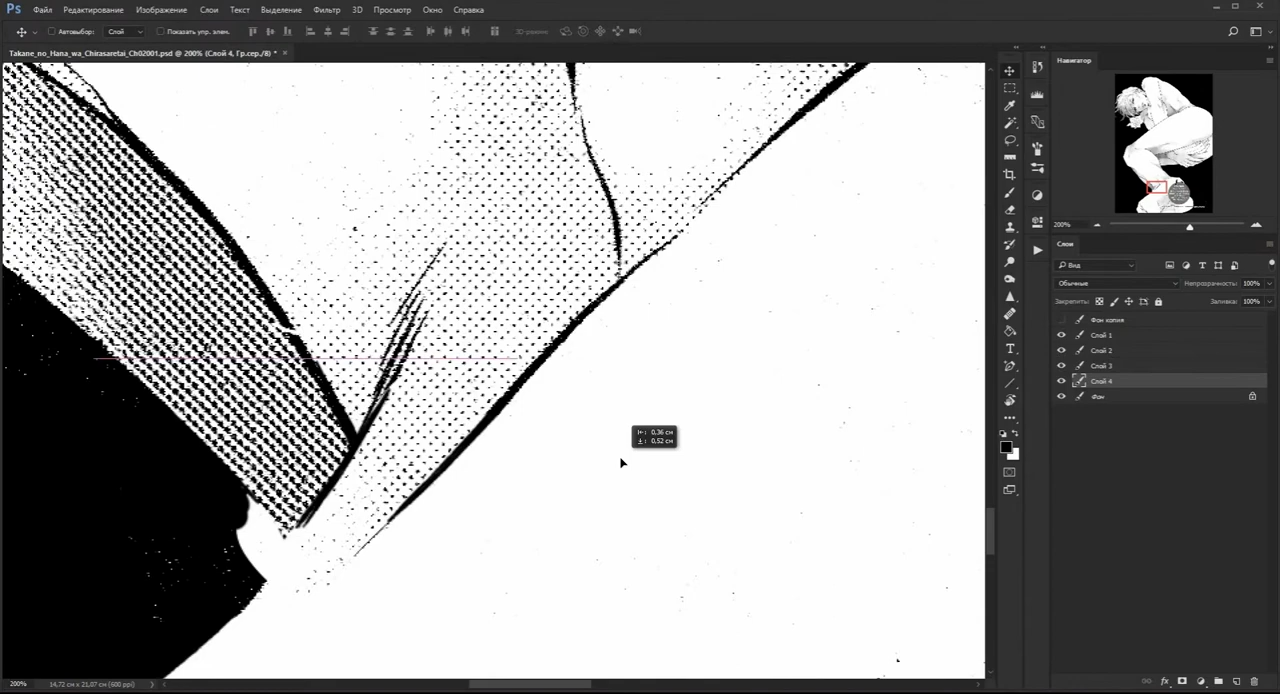 Ps Файл Редактирование Изображение Слои Текст Выделение Фильтр 3D Просмотр Окно Справка
Автовыбор: Слой Показать упр. элем. 3D-режим:
Takane_no_Hana_wa_Chirasaretai_Ch02001.psd @ 200% (Слой 4, Гр.сер./8) * ×
Навигатор
200%
Слои
Вид
Обычные Непрозрачность: 100%
Закрепить: Заливка: 100%
Фон копия
Слой 1
Слой 2
Слой 3
Слой 4
Фон
0,36 см
0,52 см
200% 14,72 см x 21,07 см (600 ppi)